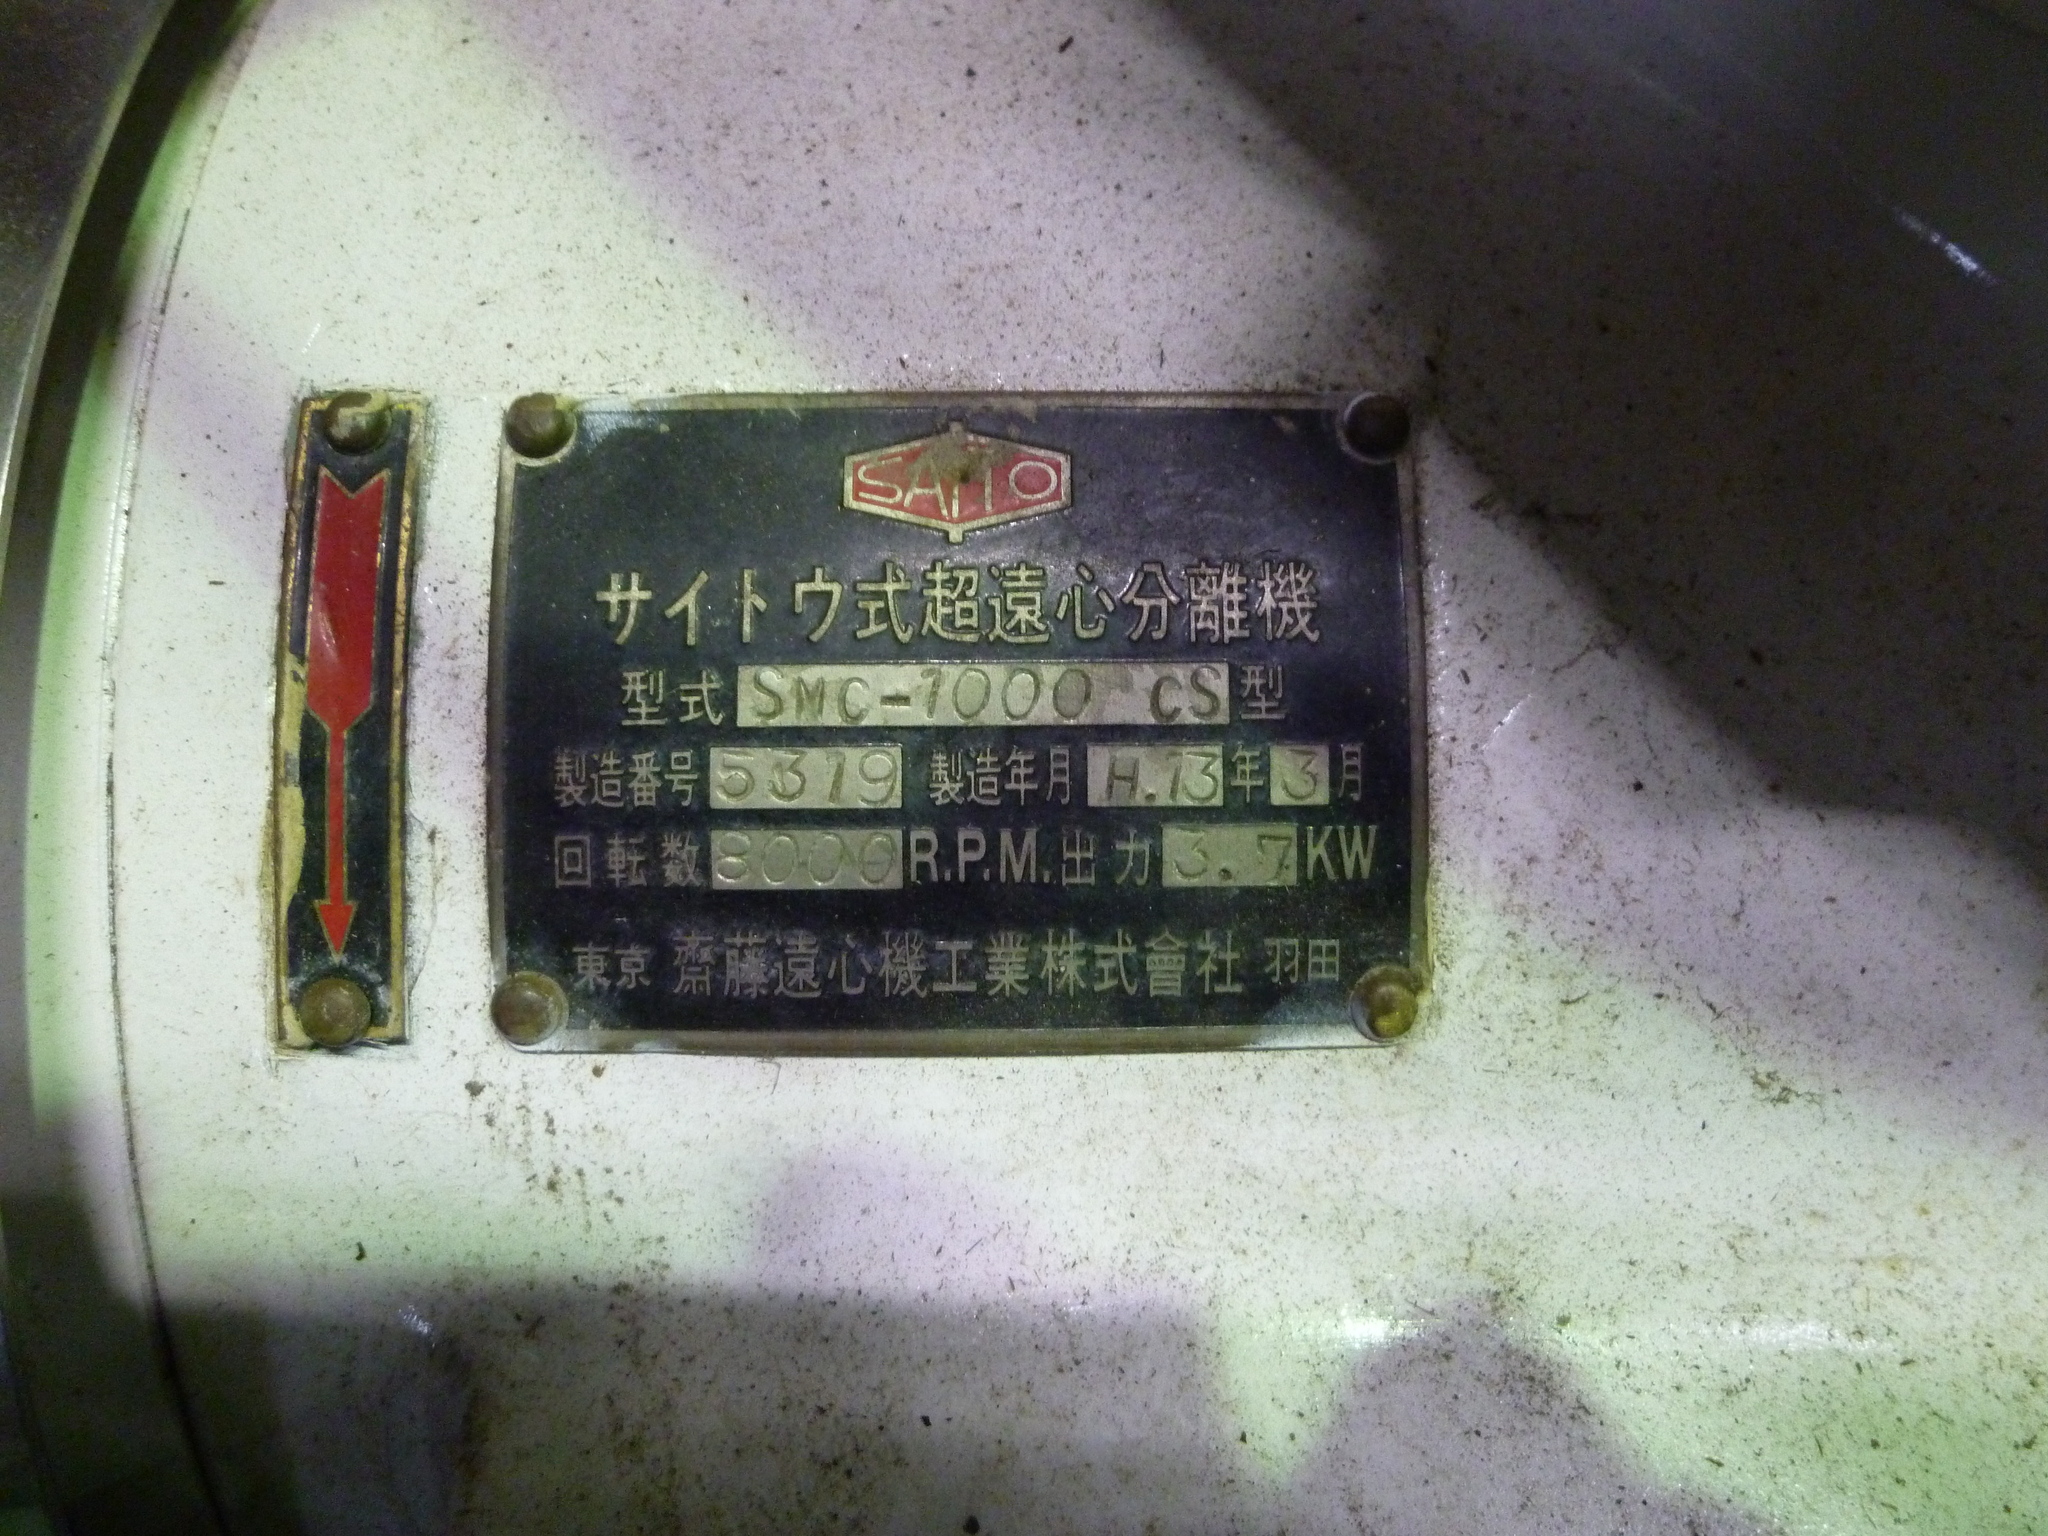 SAITO
サイトウ式超遠心分離機
型式 SMC-1000 CS 型
製造番号 5319 製造年月 H.13年 3月
回転数 8000 R.P.M. 出力 3.7 KW
東京 齋藤遠心機工業株式會社 羽田